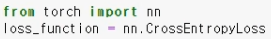 from torch import nn
loss_function = nn.CrossEntropyLoss